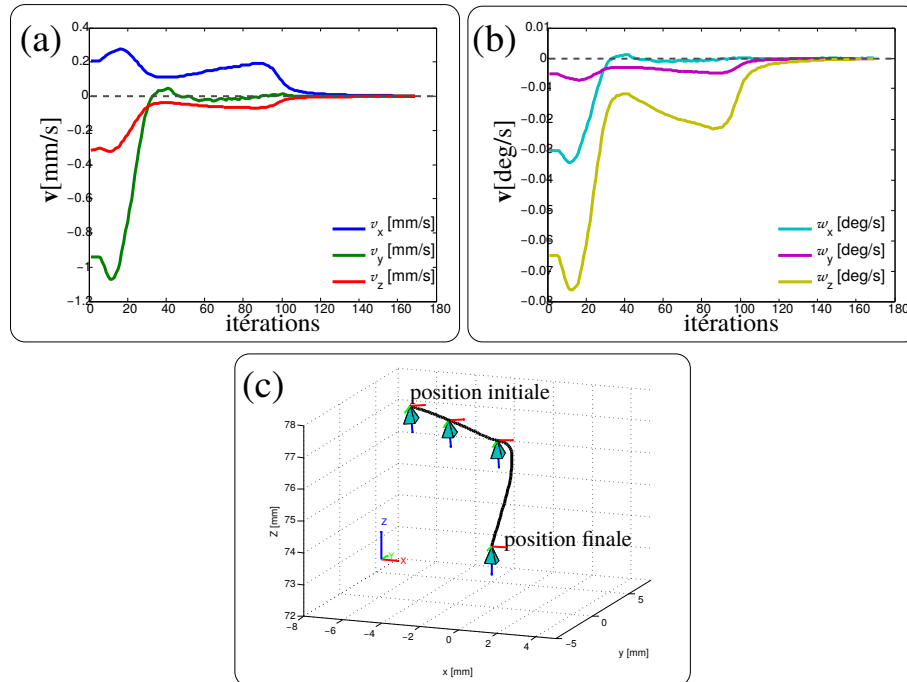 (a)
0.4
0.2
0
−0.2
−0.4
−0.6
−0.8
−1
−1.2
v[mm/s]
v_x [mm/s]
v_y [mm/s]
v_z [mm/s]
0 20 40 60 80 100 120 140 160 180
itérations
(b)
0.01
0
−0.01
−0.02
−0.03
−0.04
−0.05
−0.06
−0.07
−0.08
v[deg/s]
w_x [deg/s]
w_y [deg/s]
w_z [deg/s]
0 20 40 60 80 100 120 140 160 180
itérations
(c)
position initiale
78
77
76
75
74
73
72
Z [mm]
Z
Y
X
position finale
−8 −6 −4 −2 0 2 4
x [mm]
−5 0 5
y [mm]